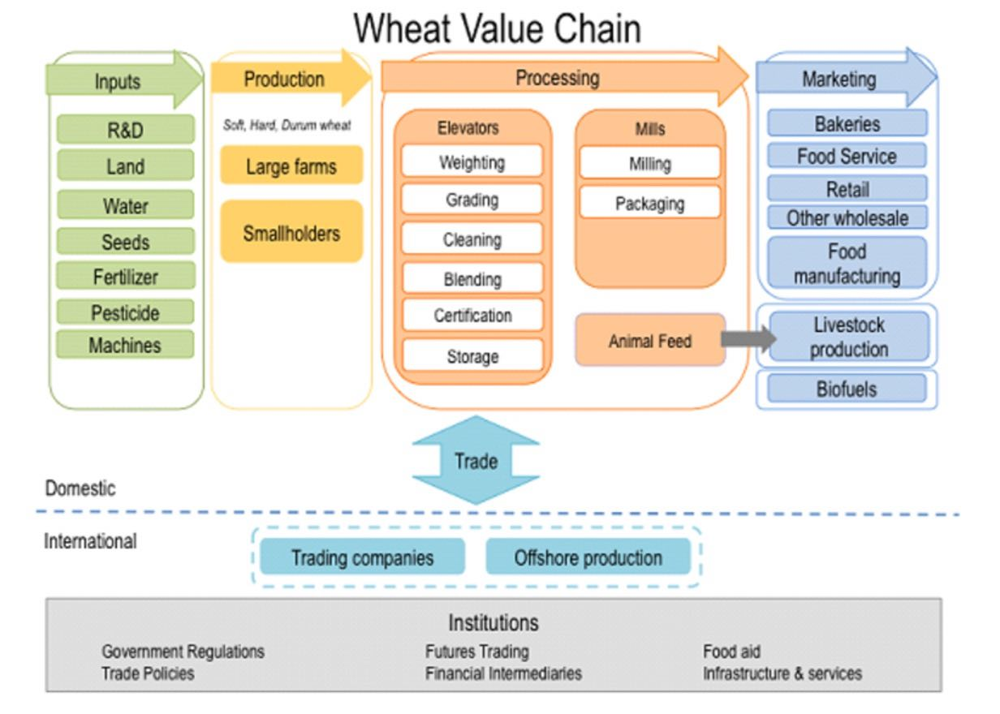 Wheat Value Chain
Inputs
R&D
Land
Water
Seeds
Fertilizer
Pesticide
Machines
Production
Soft, Hard, Durum wheat
Large farms
Smallholders
Processing
Elevators
Weighting
Grading
Cleaning
Blending
Certification
Storage
Mills
Milling
Packaging
Animal Feed
Marketing
Bakeries
Food Service
Retail
Other wholesale
Food
manufacturing
Livestock
production
Biofuels
Trade
Domestic
International
Trading companies
Offshore production
Institutions
Government Regulations
Trade Policies
Futures Trading
Financial Intermediaries
Food aid
Infrastructure & services